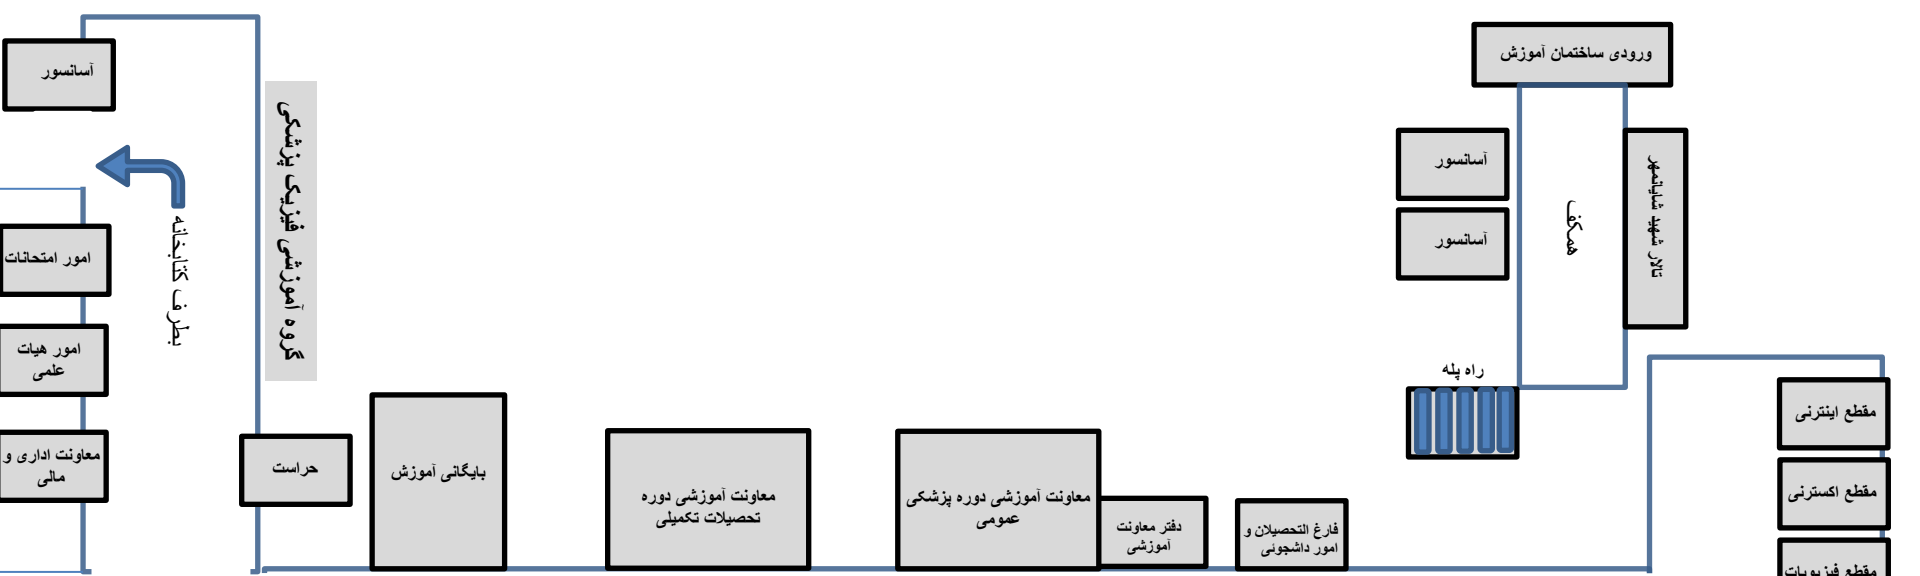 ورودی ساختمان آموزش
آسانسور
آسانسور
همکف
تالار شهید شایانمهر
راه پله
مقطع اینترنی
مقطع اکسترنی
مقطع فیزیوپات
فارغ التحصیلان و
امور داشجوئی
دفتر معاونت
آموزشی
معاونت آموزشی دوره پزشکی
عمومی
معاونت آموزشی دوره
تحصیلات تکمیلی
بایگانی آموزش
حراست
گروه آموزشی فیزیک پزشکی
بطرف کتابخانه
آسانسور
امور امتحانات
امور هیات
علمی
معاونت اداری و
مالی